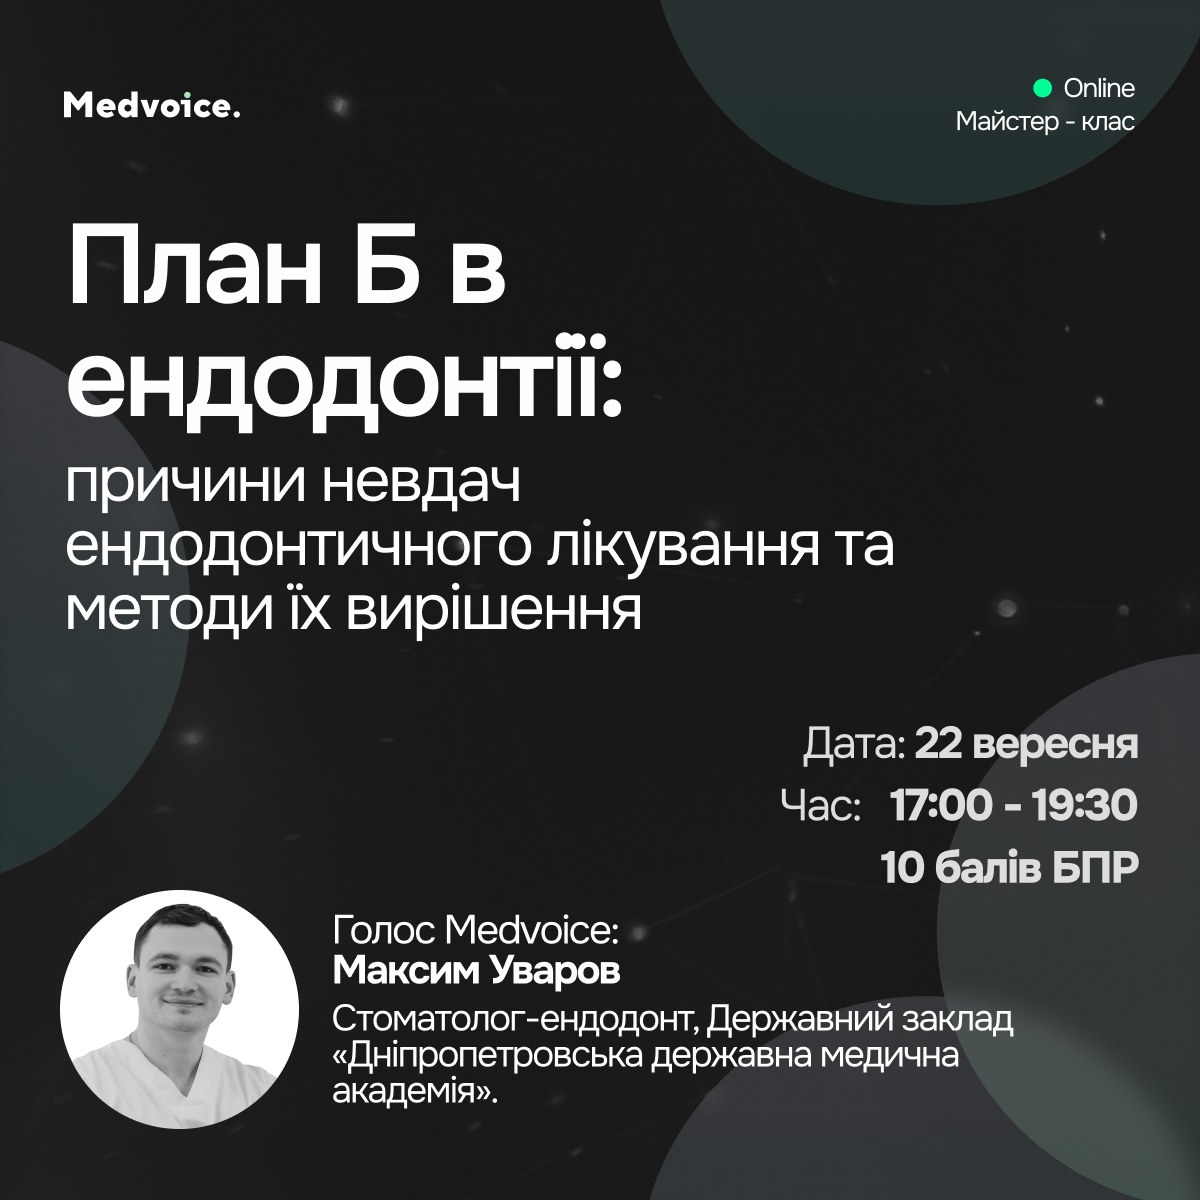 Medvoice.
Online
Майстер - клас
План Б в
ендодонтії:
причини невдач
ендодонтичного лікування та
методи їх вирішення
Дата: 22 вересня
Час: 17:00 - 19:30
10 балів БПР
Голос Medvoice:
Максим Уваров
Стоматолог-ендодонт, Державний заклад
«Дніпропетровська державна медична
академія».